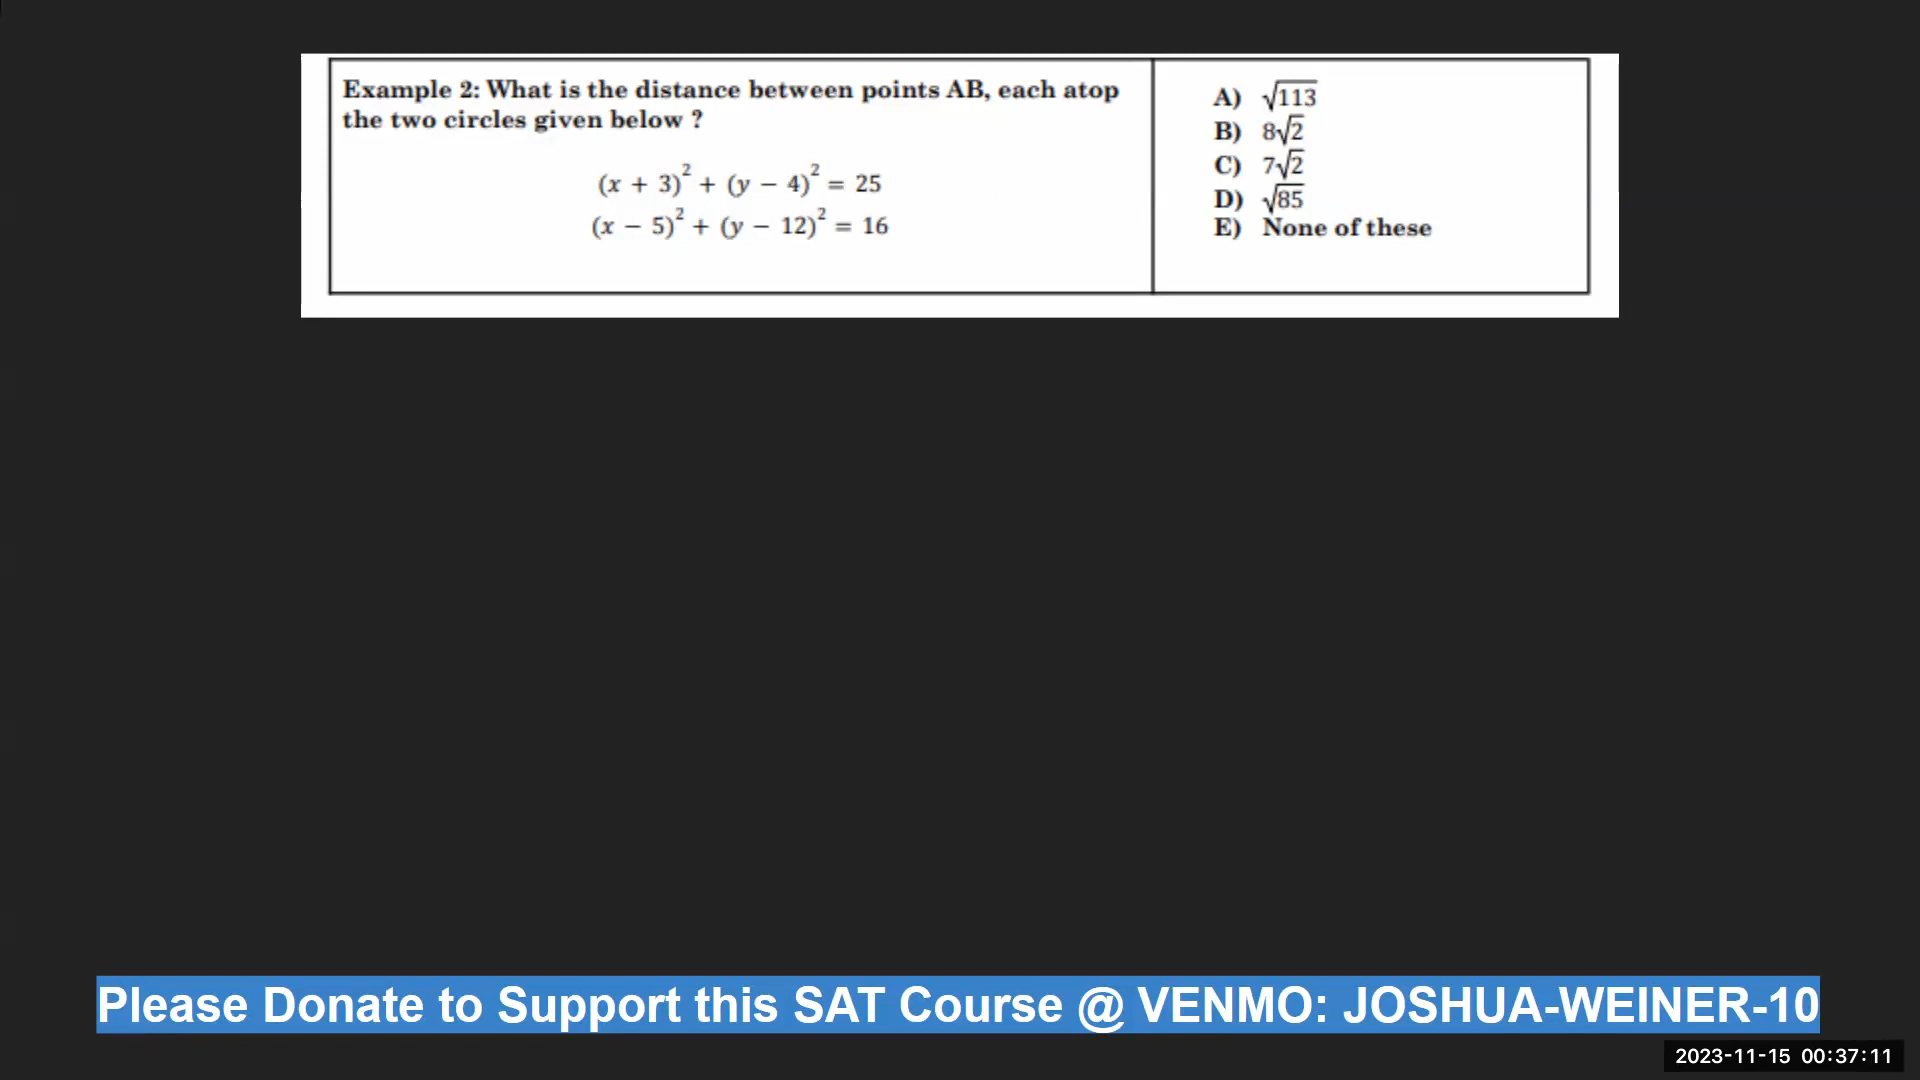 Example 2: What is the distance between points AB, each atop
the two circles given below ?
(x + 3)² + (y − 4)² = 25
(x − 5)² + (y − 12)² = 16
A) √113
B) 8√2
C) 7√2
D) √85
E) None of these
Please Donate to Support this SAT Course @ VENMO: JOSHUA-WEINER-10
2023-11-15 00:37:11